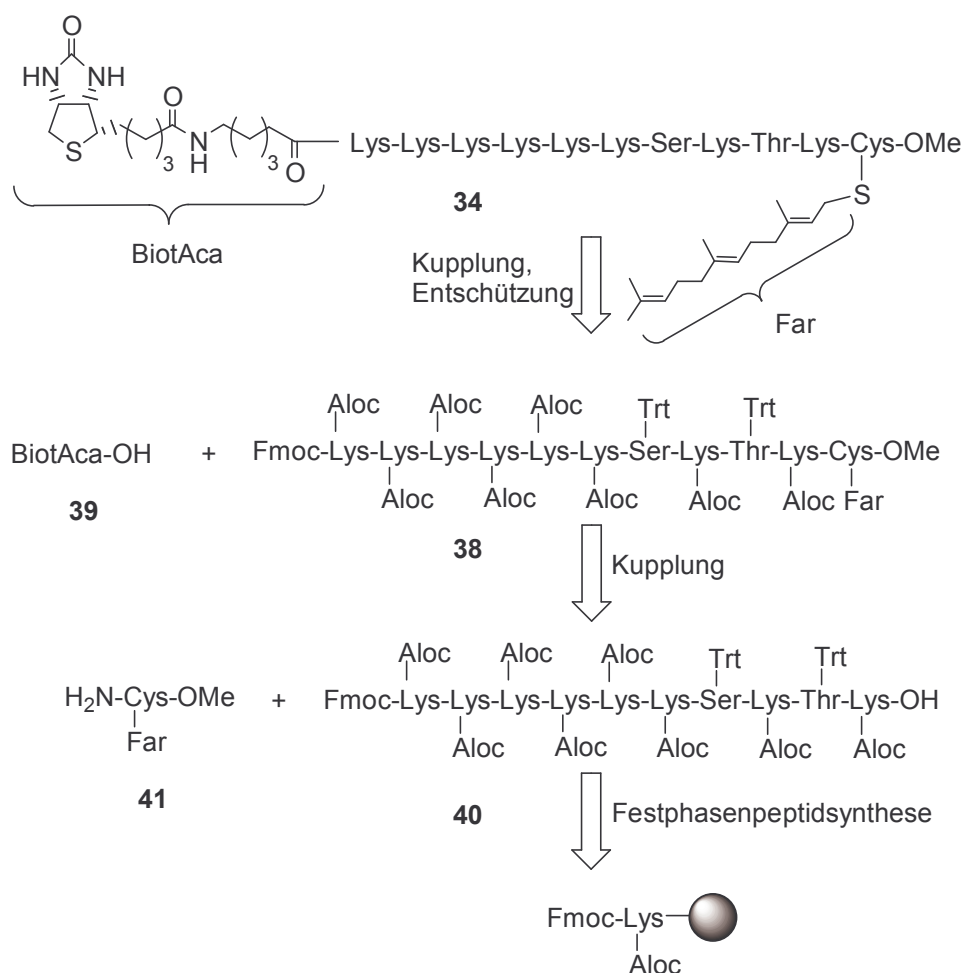 O
HN NH
O
S
3
N
H
3
O
Lys-Lys-Lys-Lys-Lys-Lys-Ser-Lys-Thr-Lys-Cys-OMe
S
34
BiotAca
Kupplung,
Entschützung
Far
Aloc Aloc Aloc Trt Trt
BiotAca-OH + Fmoc-Lys-Lys-Lys-Lys-Lys-Lys-Ser-Lys-Thr-Lys-Cys-OMe
Aloc Aloc Aloc Aloc Aloc Far
39
38
Kupplung
Aloc Aloc Aloc Trt Trt
H2N-Cys-OMe + Fmoc-Lys-Lys-Lys-Lys-Lys-Lys-Ser-Lys-Thr-Lys-OH
Far Aloc Aloc Aloc Aloc Aloc
41
40
Festphasenpeptidsynthese
Fmoc-Lys
Aloc